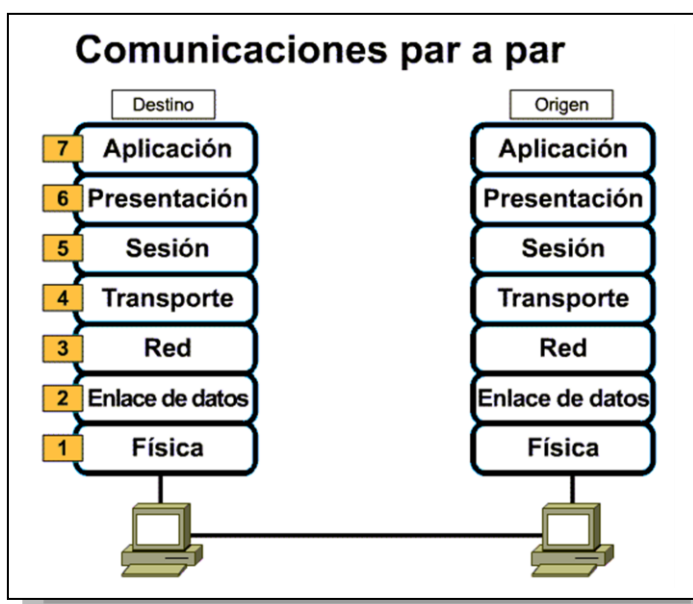 Comunicaciones par a par
Destino
7 Aplicación
6 Presentación
5 Sesión
4 Transporte
3 Red
2 Enlace de datos
1 Física
Origen
Aplicación
Presentación
Sesión
Transporte
Red
Enlace de datos
Física